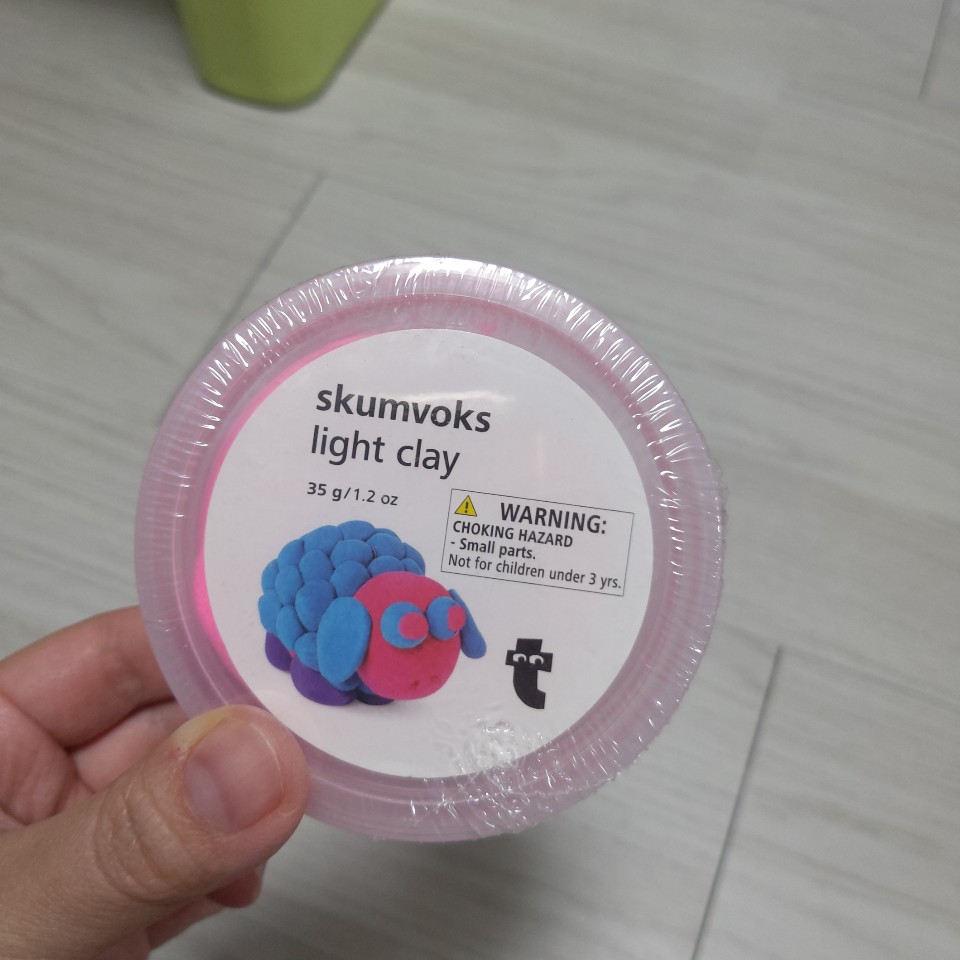 skumvoks
light clay
35 g/1.2 oz
WARNING:
CHOKING HAZARD
- Small parts.
Not for children under 3 yrs.
t